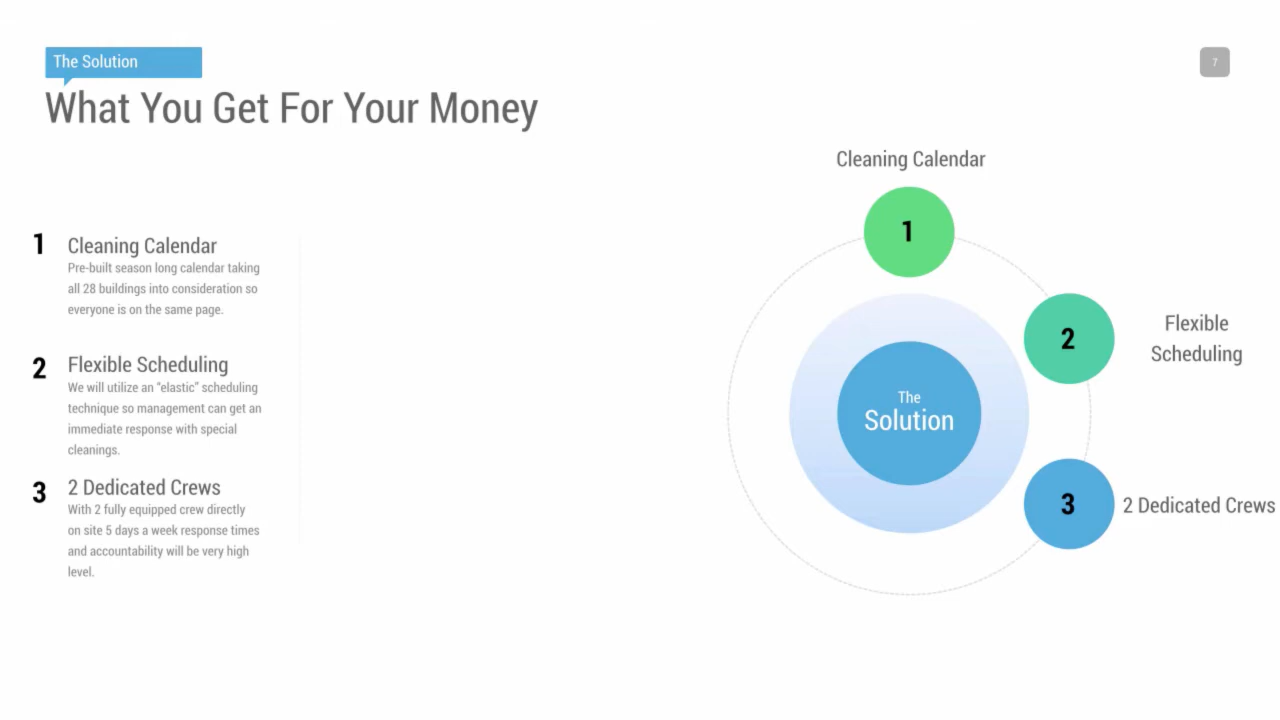 The Solution
7
What You Get For Your Money
1
Cleaning Calendar
Pre-built season long calendar taking
all 28 buildings into consideration so
everyone is on the same page.
2
Flexible Scheduling
We will utilize an “elastic” scheduling
technique so management can get an
immediate response with special
cleanings.
3
2 Dedicated Crews
With 2 fully equipped crew directly
on site 5 days a week response times
and accountability will be very high
level.
Cleaning Calendar
1
2
Flexible
Scheduling
The
Solution
3
2 Dedicated Crews